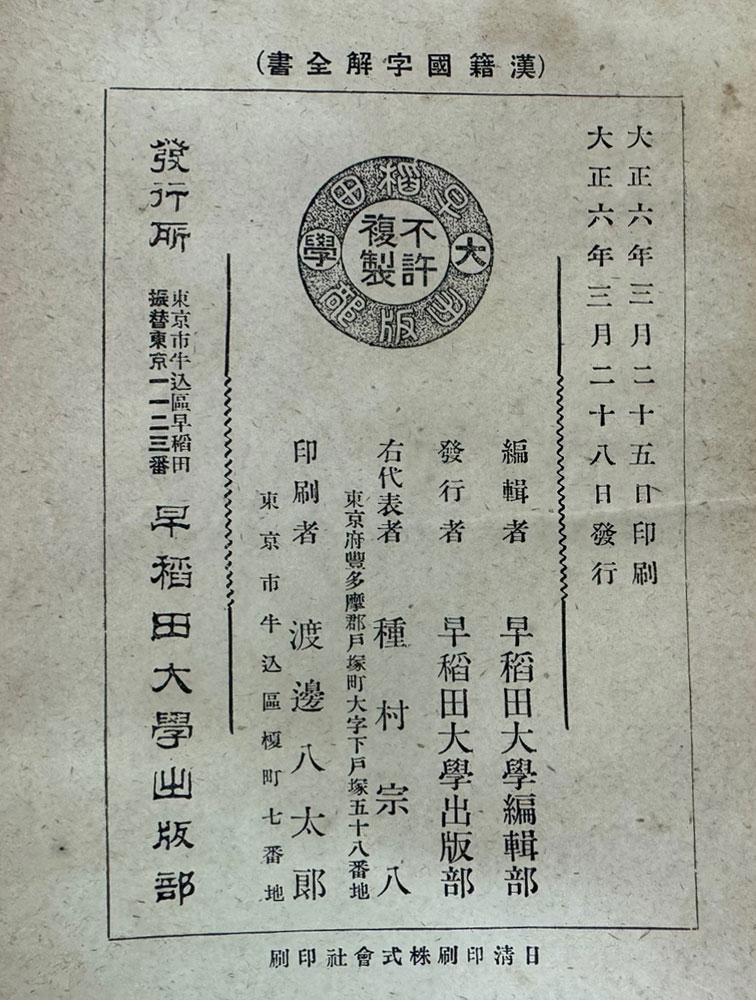 (漢籍國字解全書)
大正六年三月二十五日印刷
大正六年三月二十八日發行
早稻田
大學
出版部
不許
複製
編輯者 早稻田大學編輯部
發行者 早稻田大學出版部
右代表者 種村宗八
東京府豐多摩郡戶塚町大字下戶塚五十八番地
印刷者 渡邊八太郞
東京市牛込區榎町七番地
發行所
東京市牛込區早稻田
振替東京一一二三番
早稻田大學出版部
日淸印刷株式會社印刷